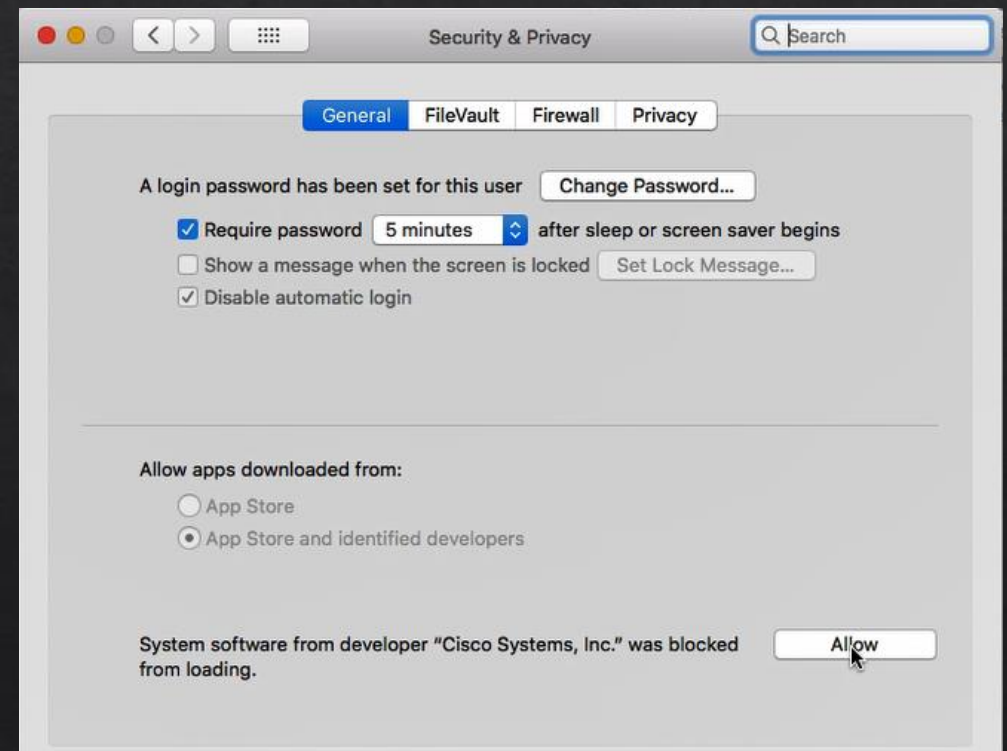 Security & Privacy
Search
General FileVault Firewall Privacy
A login password has been set for this user Change Password...
Require password 5 minutes after sleep or screen saver begins
Show a message when the screen is locked Set Lock Message...
Disable automatic login
Allow apps downloaded from:
App Store
App Store and identified developers
System software from developer “Cisco Systems, Inc.” was blocked Allow
from loading.